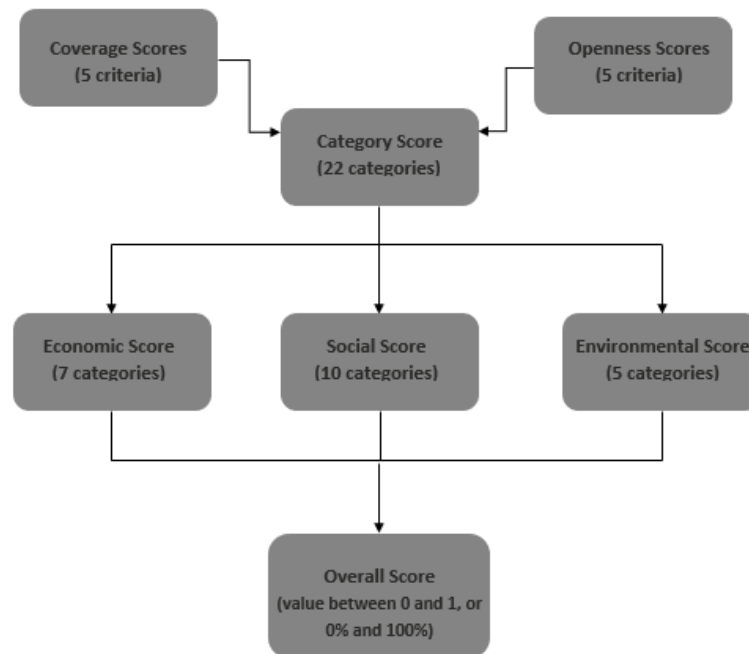 Coverage Scores
(5 criteria)
Openness Scores
(5 criteria)
Category Score
(22 categories)
Economic Score
(7 categories)
Social Score
(10 categories)
Environmental Score
(5 categories)
Overall Score
(value between 0 and 1, or
0% and 100%)